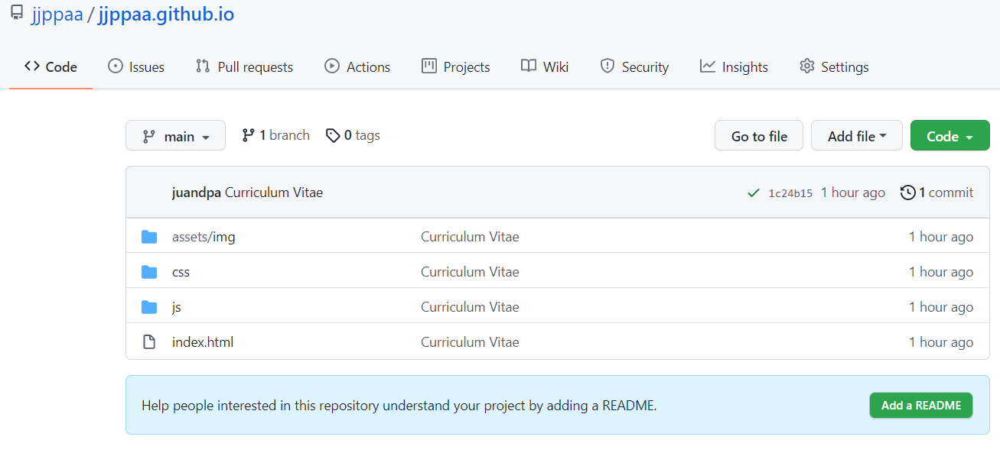 jjppaa / jjppaa.github.io
Code Issues Pull requests Actions Projects Wiki Security Insights Settings
main 1 branch 0 tags Go to file Add file Code
juandpa Curriculum Vitae 1c24b15 1 hour ago 1 commit
assets/img Curriculum Vitae 1 hour ago
css Curriculum Vitae 1 hour ago
js Curriculum Vitae 1 hour ago
index.html Curriculum Vitae 1 hour ago
Help people interested in this repository understand your project by adding a README. Add a README